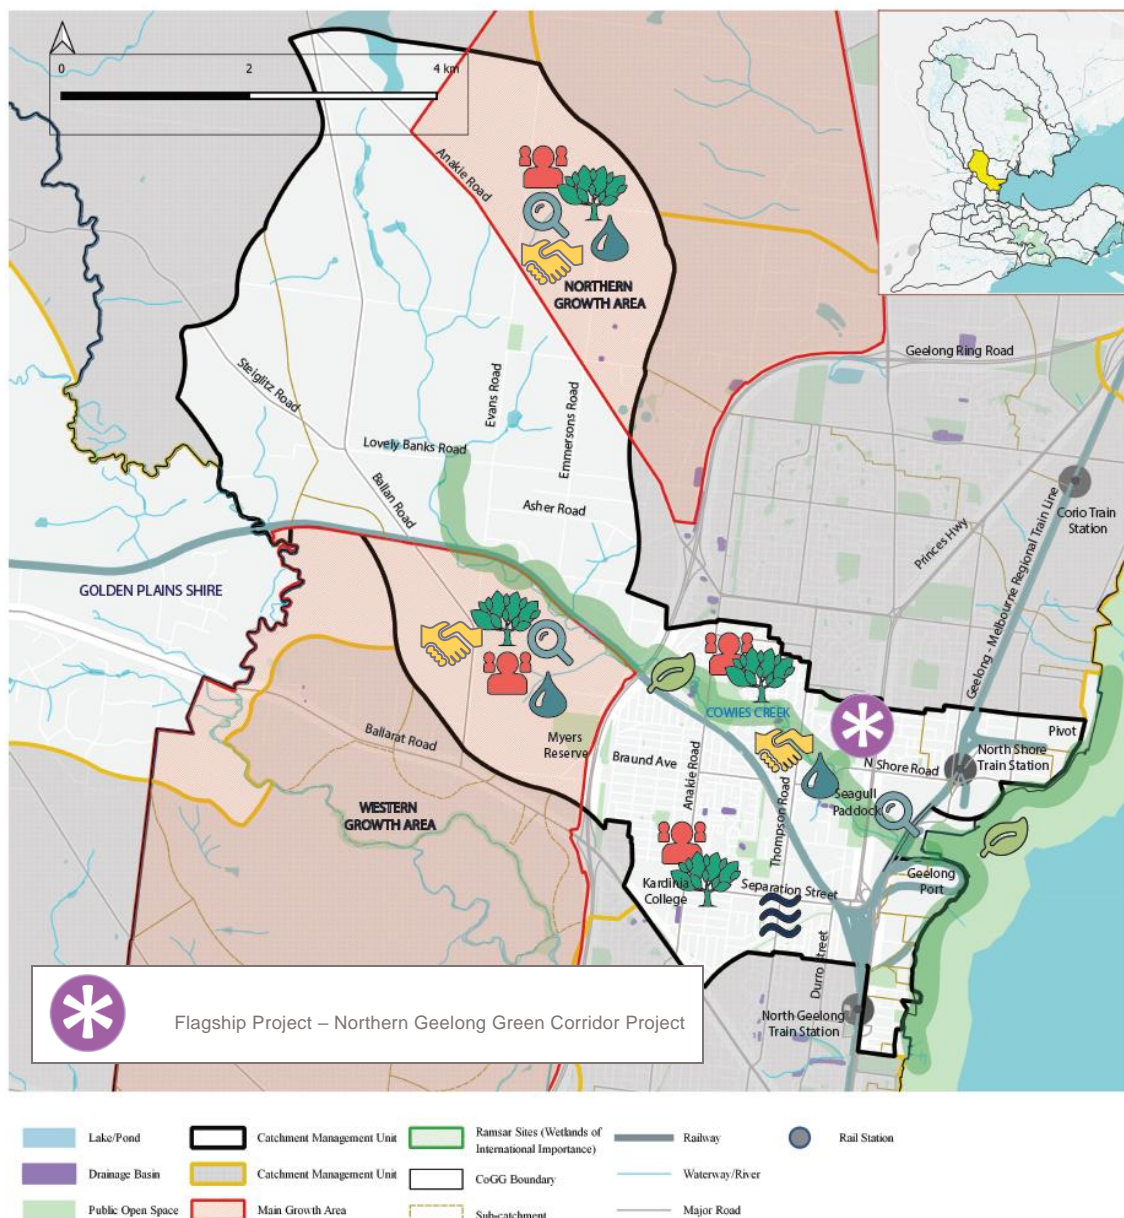 0 2 4 km
Anakie Road
NORTHERN
GROWTH AREA
Geelong Ring Road
Steiglitz Road
Evans Road
Emmersons Road
Lovely Banks Road
Ballan Road
Asher Road
Corio Train
Station
Princes Hwy
Geelong - Melbourne Regional Train Line
GOLDEN PLAINS SHIRE
COWIES CREEK
Pivot
Myers
Reserve
Ballarat Road
Braund Ave
Anakie Road
N Shore Road
North Shore
Train Station
Thompson Road
Seagull
Paddock
WESTERN
GROWTH AREA
Kardinia
College
Separation Street
Geelong
Port
Durro Street
North Geelong
Train Station
Flagship Project – Northern Geelong Green Corridor Project
Lake/Pond
Catchment Management Unit
Ramsar Sites (Wetlands of
International Importance)
Railway
Rail Station
Drainage Basin
Catchment Management Unit
CoGG Boundary
Waterway/River
Public Open Space
Main Growth Area
Sub-catchment
Major Road